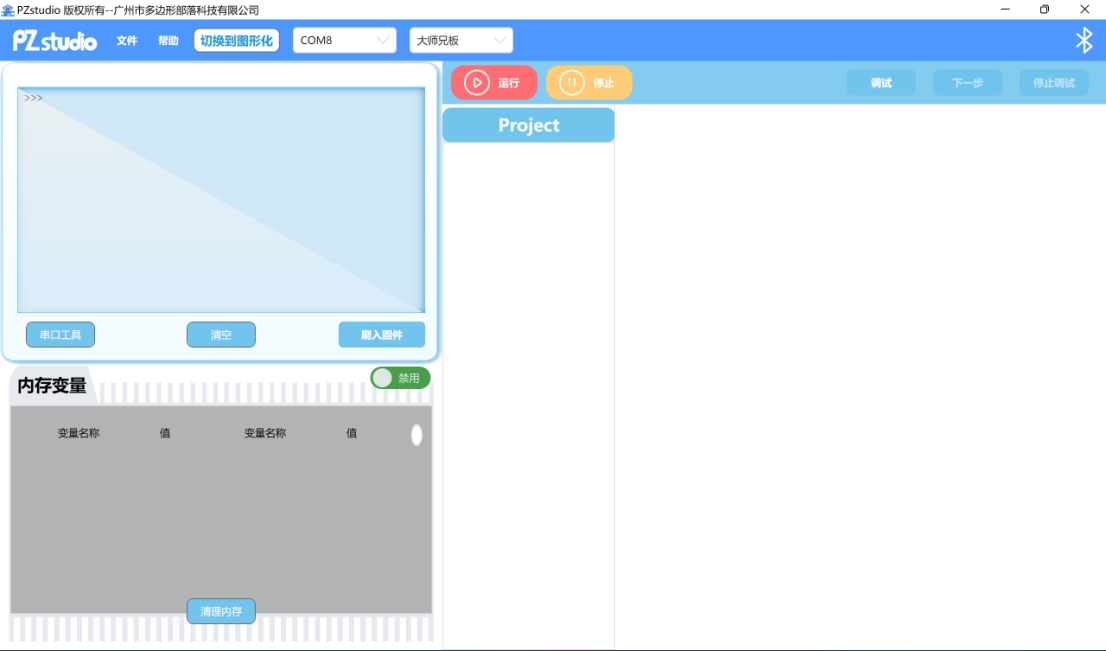 PZstudio 版权所有--广州市多边形部落科技有限公司
PZstudio 文件 帮助 切换到图形化 COM8 大师兄板
运行 停止 调试 下一步 停止调试
>>>
Project
串口工具 清空 刷入固件
内存变量 禁用
变量名称 值 变量名称 值
清理内存